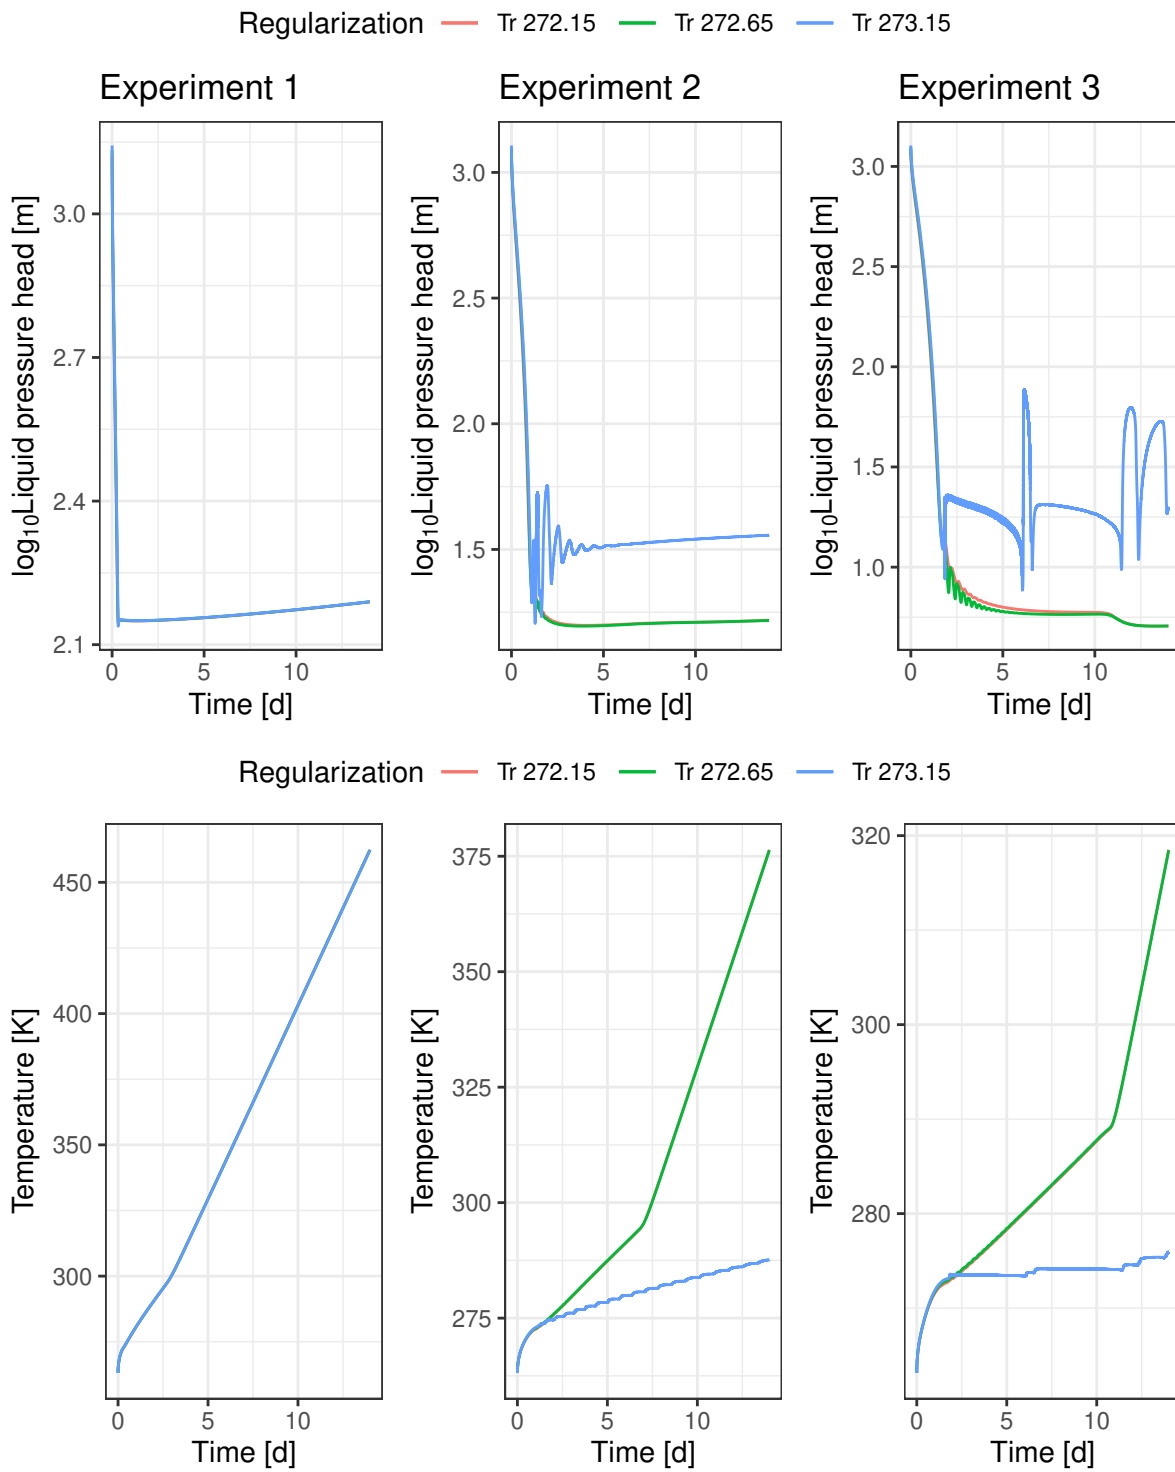 Regularization Tr 272.15 Tr 272.65 Tr 273.15
Experiment 1
Experiment 2
Experiment 3
log10Liquid pressure head [m]
3.0
2.7
2.4
2.1
0 5 10
Time [d]
log10Liquid pressure head [m]
3.0
2.5
2.0
1.5
0 5 10
Time [d]
log10Liquid pressure head [m]
3.0
2.5
2.0
1.5
1.0
0 5 10
Time [d]
Regularization Tr 272.15 Tr 272.65 Tr 273.15
Temperature [K]
450
400
350
300
0 5 10
Time [d]
Temperature [K]
375
350
325
300
275
0 5 10
Time [d]
Temperature [K]
320
300
280
0 5 10
Time [d]